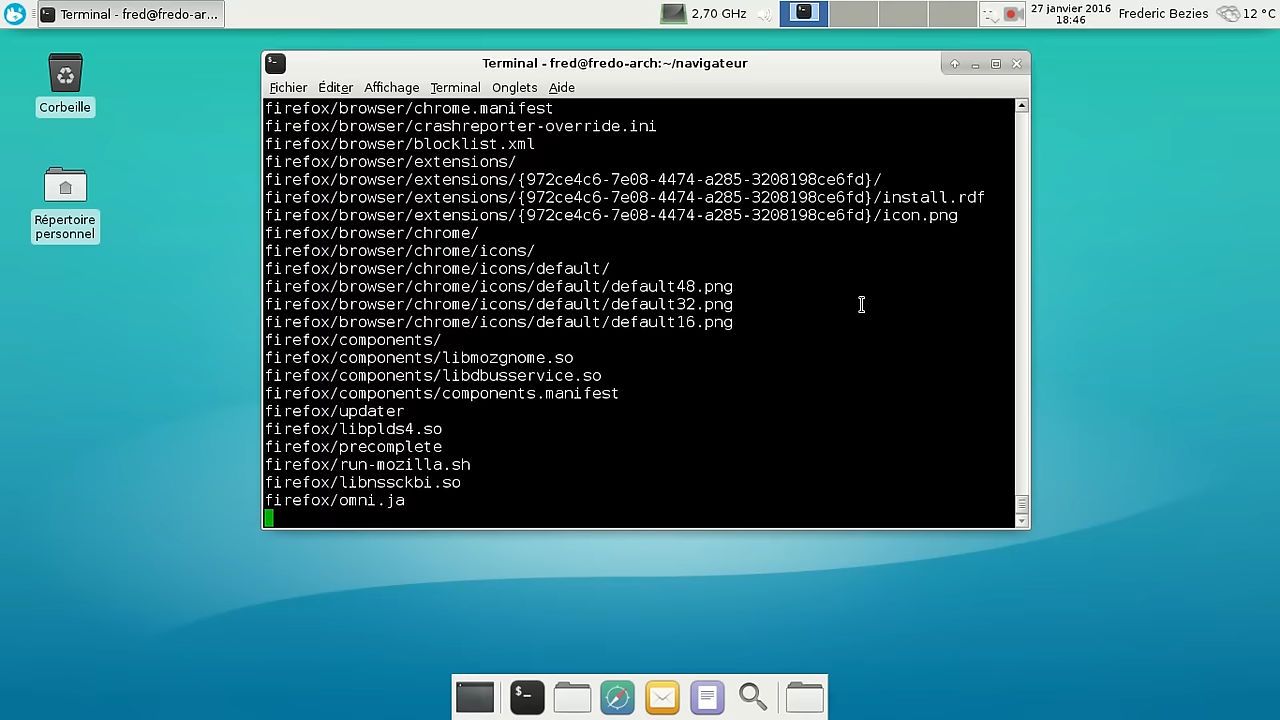 Terminal - fred@fredo-ar...
2,70 GHz
27 janvier 2016
18:46
Frederic Bezies
12 °C
Corbeille
Répertoire
personnel
Terminal - fred@fredo-arch:~/navigateur
Fichier Éditer Affichage Terminal Onglets Aide
firefox/browser/chrome.manifest
firefox/browser/crashreporter-override.ini
firefox/browser/blocklist.xml
firefox/browser/extensions/
firefox/browser/extensions/{972ce4c6-7e08-4474-a285-3208198ce6fd}/
firefox/browser/extensions/{972ce4c6-7e08-4474-a285-3208198ce6fd}/install.rdf
firefox/browser/extensions/{972ce4c6-7e08-4474-a285-3208198ce6fd}/icon.png
firefox/browser/chrome/
firefox/browser/chrome/icons/
firefox/browser/chrome/icons/default/
firefox/browser/chrome/icons/default/default48.png
firefox/browser/chrome/icons/default/default32.png
firefox/browser/chrome/icons/default/default16.png
firefox/components/
firefox/components/libmozgnome.so
firefox/components/libdbusservice.so
firefox/components/components.manifest
firefox/updater
firefox/libplds4.so
firefox/precomplete
firefox/run-mozilla.sh
firefox/libnssckbi.so
firefox/omni.ja